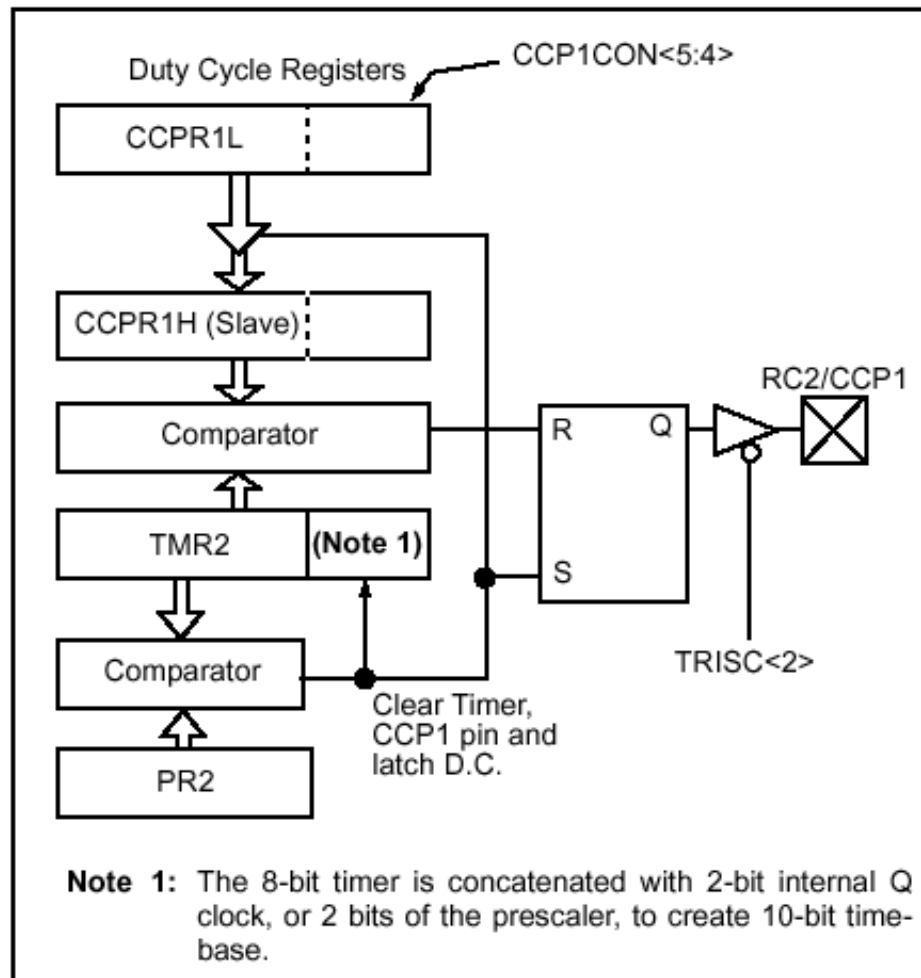 Duty Cycle Registers
CCP1CON<5:4>
CCPR1L
CCPR1H (Slave)
Comparator
RC2/CCP1
R
Q
TMR2
(Note 1)
S
Comparator
TRISC<2>
Clear Timer,
CCP1 pin and
latch D.C.
PR2
Note 1: The 8-bit timer is concatenated with 2-bit internal Q
clock, or 2 bits of the prescaler, to create 10-bit time-
base.